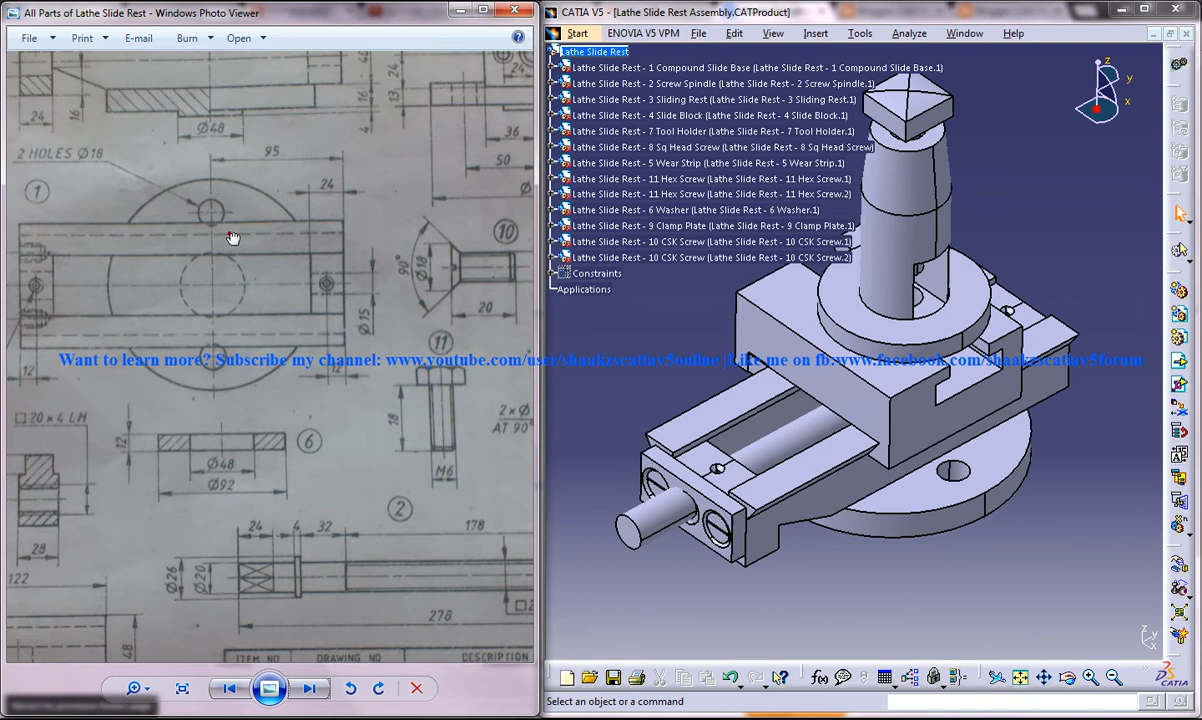 All Parts of Lathe Slide Rest - Windows Photo Viewer
File Print E-mail Burn Open
24
16
Ø48
16
4
40
13 24
24
36
50
2 HOLES Ø18
95
24
1
10
90°
Ø18
20
Ø15
12
12
11
18
M6
2 × Ø
AT 90°
□20 × 4 LH
12
6
Ø48
Ø92
28
2
24 4 32 178
Ø26
Ø20
278
122
48
ITEM NO DRAWING NO DESCRIPTION
CATIA V5 - [Lathe Slide Rest Assembly.CATProduct]
Start ENOVIA V5 VPM File Edit View Insert Tools Analyze Window Help
Lathe Slide Rest
Lathe Slide Rest - 1 Compound Slide Base (Lathe Slide Rest - 1 Compound Slide Base.1)
Lathe Slide Rest - 2 Screw Spindle (Lathe Slide Rest - 2 Screw Spindle.1)
Lathe Slide Rest - 3 Sliding Rest (Lathe Slide Rest - 3 Sliding Rest.1)
Lathe Slide Rest - 4 Slide Block (Lathe Slide Rest - 4 Slide Block.1)
Lathe Slide Rest - 7 Tool Holder (Lathe Slide Rest - 7 Tool Holder.1)
Lathe Slide Rest - 8 Sq Head Screw (Lathe Slide Rest - 8 Sq Head Screw)
Lathe Slide Rest - 5 Wear Strip (Lathe Slide Rest - 5 Wear Strip.1)
Lathe Slide Rest - 11 Hex Screw (Lathe Slide Rest - 11 Hex Screw.1)
Lathe Slide Rest - 11 Hex Screw (Lathe Slide Rest - 11 Hex Screw.2)
Lathe Slide Rest - 6 Washer (Lathe Slide Rest - 6 Washer.1)
Lathe Slide Rest - 9 Clamp Plate (Lathe Slide Rest - 9 Clamp Plate.1)
Lathe Slide Rest - 10 CSK Screw (Lathe Slide Rest - 10 CSK Screw.1)
Lathe Slide Rest - 10 CSK Screw (Lathe Slide Rest - 10 CSK Screw.2)
Constraints
Applications
z
y
x
Want to learn more? Subscribe my channel: www.youtube.com/user/shaakzscatiav5online |Like me on fb:www.facebook.com/shaakzscatiav5forum
z
y
x
CATIA
Select an object or a command